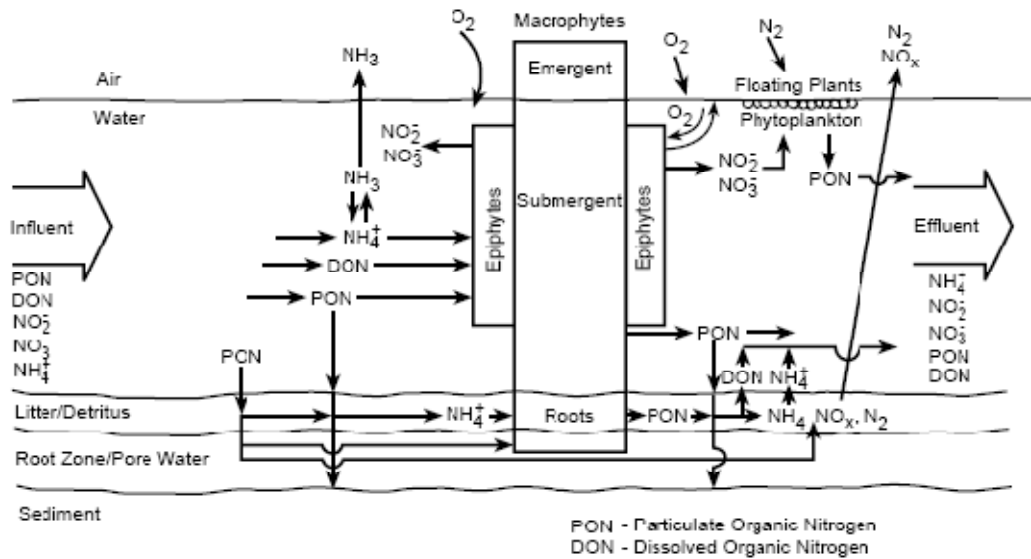 Macrophytes
O₂
NH₃
Air
Water
Emergent
O₂
N₂
N₂
NOₓ
Floating Plants
Phytoplankton
O₂
NO₂⁻
NO₃⁻
NH₃
NO₂⁻
NO₃⁻
PON
Influent
Epiphytes
Submergent
Epiphytes
Effluent
NH₄⁺
DON
PON
PON
DON
NO₂⁻
NO₃⁻
NH₄⁺
NH₄⁻
NO₂⁻
NO₃⁻
PON
DON
PON
PON
DON
NH₄⁺
Litter/Detritus
NH₄⁺
Roots
PON
NH₄
NOₓ, N₂
Root Zone/Pore Water
Sediment
PON - Particulate Organic Nitrogen
DON - Dissolved Organic Nitrogen